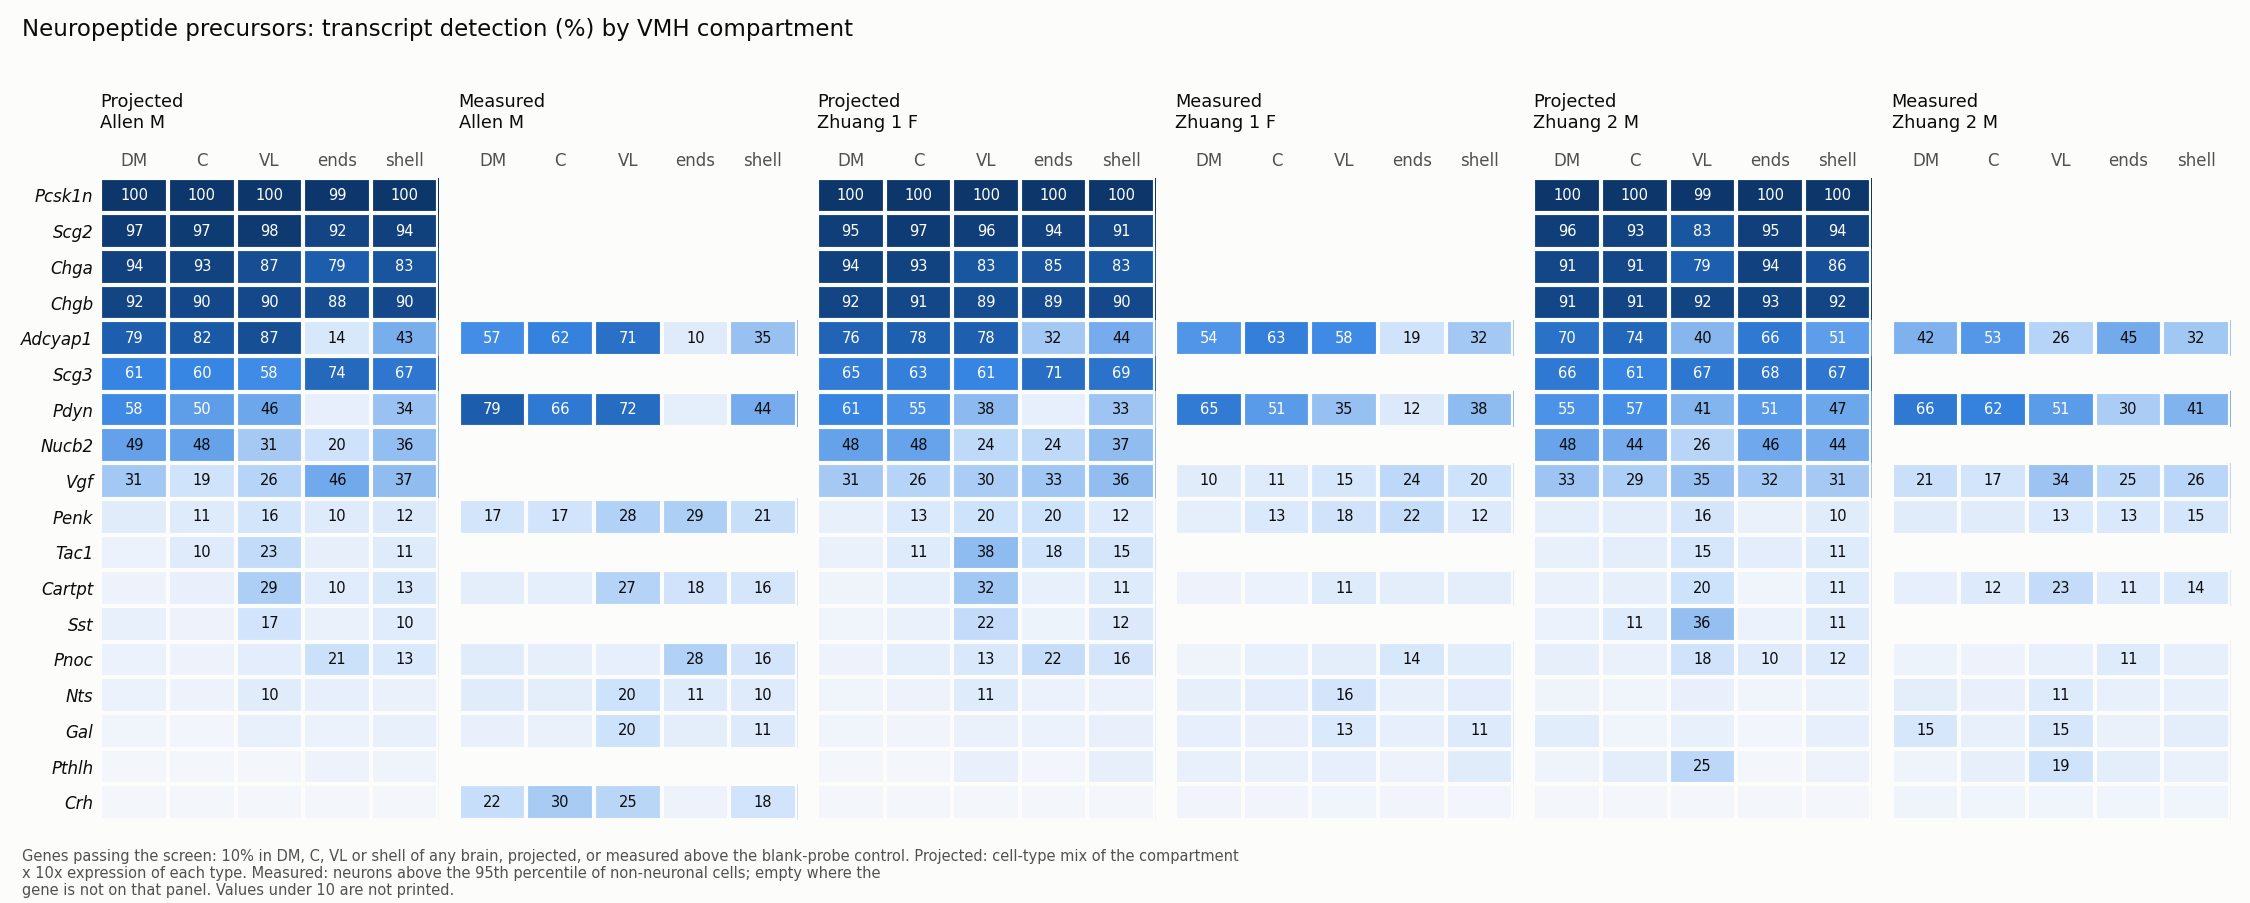 Neuropeptide precursors: transcript detection (%) by VMH compartment
Projected Measured Projected Measured Projected Measured
Allen M Allen M Zhuang 1 F Zhuang 1 F Zhuang 2 M Zhuang 2 M
DM C VL ends shell DM C VL ends shell DM C VL ends shell DM C VL ends shell DM C VL ends shell DM C VL ends shell
Pcsk1n 100 100 100 99 100 100 100 100 100 100 100 100 99 100 100
Scg2 97 97 98 92 94 95 97 96 94 91 96 93 83 95 94
Chga 94 93 87 79 83 94 93 83 85 83 91 91 79 94 86
Chgb 92 90 90 88 90 92 91 89 89 90 91 91 92 93 92
Adcyap1 79 82 87 14 43 57 62 71 10 35 76 78 78 32 44 54 63 58 19 32 70 74 40 66 51 42 53 26 45 32
Scg3 61 60 58 74 67 65 63 61 71 69 66 61 67 68 67
Pdyn 58 50 46 34 79 66 72 44 61 55 38 33 65 51 35 12 38 55 57 41 51 47 66 62 51 30 41
Nucb2 49 48 31 20 36 48 48 24 24 37 48 44 26 46 44
Vgf 31 19 26 46 37 31 26 30 33 36 10 11 15 24 20 33 29 35 32 31 21 17 34 25 26
Penk 11 16 10 12 17 17 28 29 21 13 20 20 12 13 18 22 12 16 10 13 13 15
Tac1 10 23 11 11 38 18 15 15 11
Cartpt 29 10 13 27 18 16 32 11 11 20 11 12 23 11 14
Sst 17 10 22 12 11 36 11
Pnoc 21 13 28 16 13 22 16 14 18 10 12 11
Nts 10 20 11 10 11 16 11
Gal 20 11 13 11 15 15
Pthlh 25 19
Crh 22 30 25 18
Genes passing the screen: 10% in DM, C, VL or shell of any brain, projected, or measured above the blank-probe control. Projected: cell-type mix of the compartment
x 10x expression of each type. Measured: neurons above the 95th percentile of non-neuronal cells; empty where the
gene is not on that panel. Values under 10 are not printed.